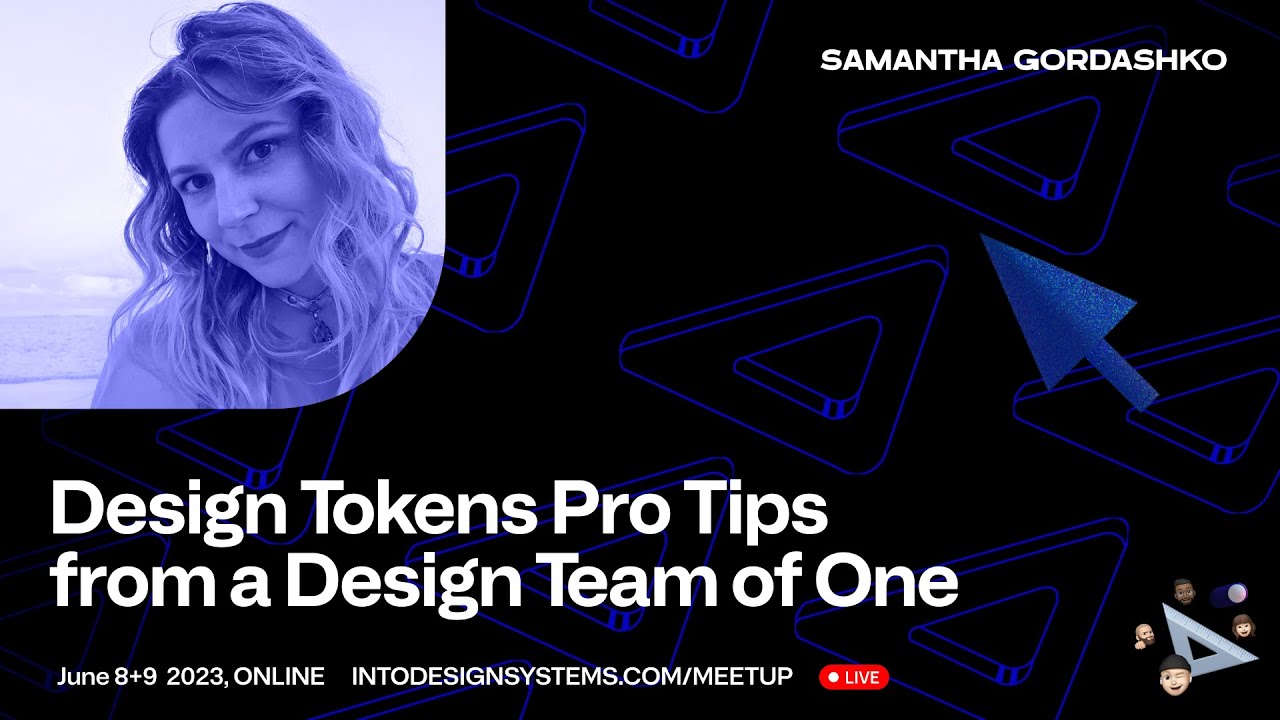 SAMANTHA GORDASHKO
Design Tokens Pro Tips
from a Design Team of One
June 8+9 2023, ONLINE INTODESIGNSYSTEMS.COM/MEETUP LIVE